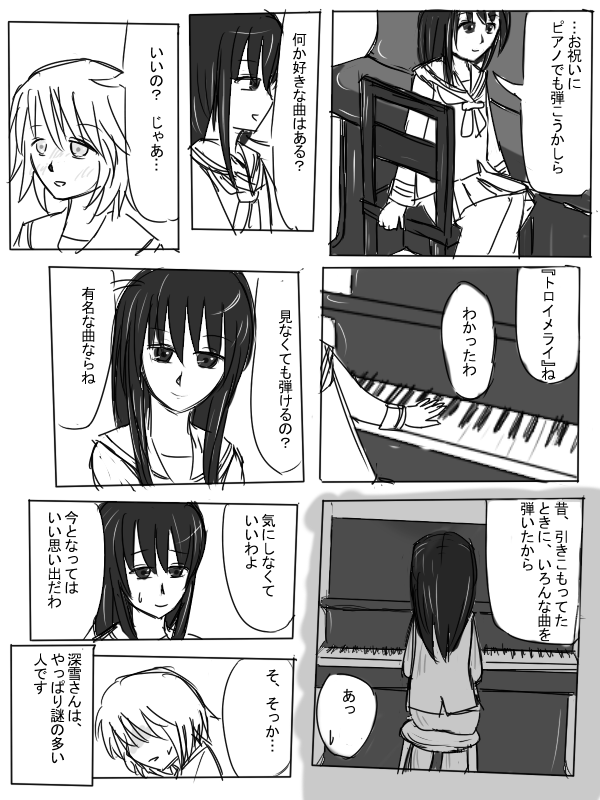 …お祝いに
ピアノでも弾こうかしら
何か好きな曲はある？
いいの？　じゃあ…
『トロイメライ』ね
わかったわ
見なくても弾けるの？
有名な曲ならね
昔、引きこもってた
ときに、いろんな曲を
弾いたから
あっ
気にしなくて
いいわよ
今となっては
いい思い出だわ
そ、そっか…
深雪さんは、
やっぱり謎の多い
人です